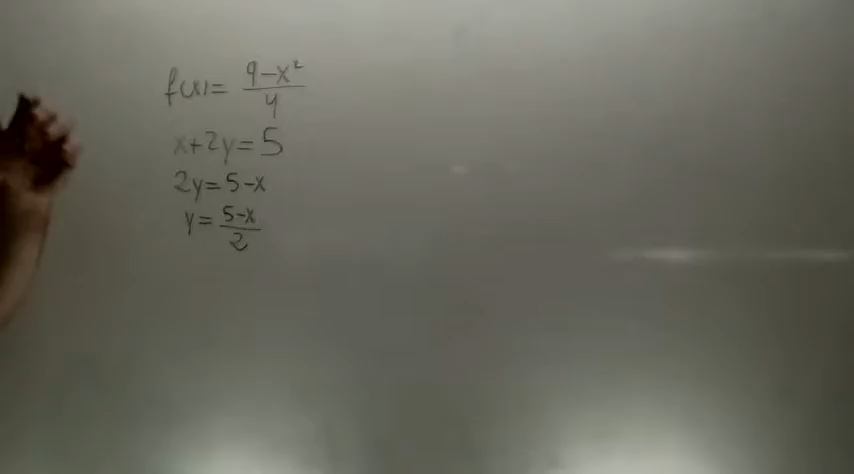 f(x)= 9-x²/4
x+2y=5
2y=5-x
y= 5-x/2